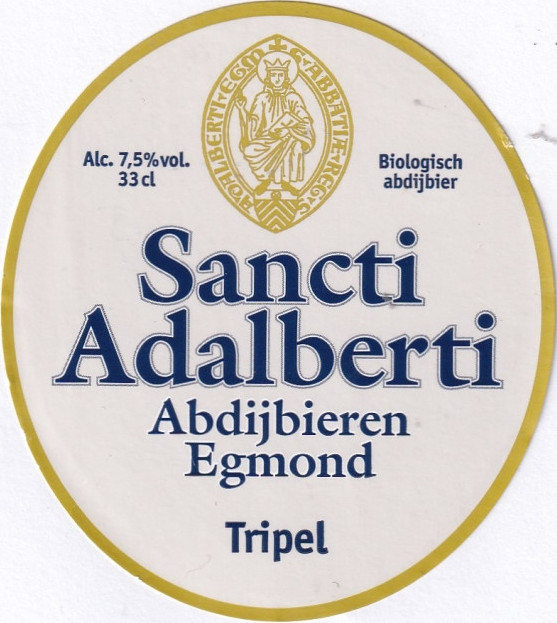 Alc. 7,5%vol.
33 cl
Biologisch
abdijbier
Sancti
Adalberti
Abdijbieren
Egmond
Tripel